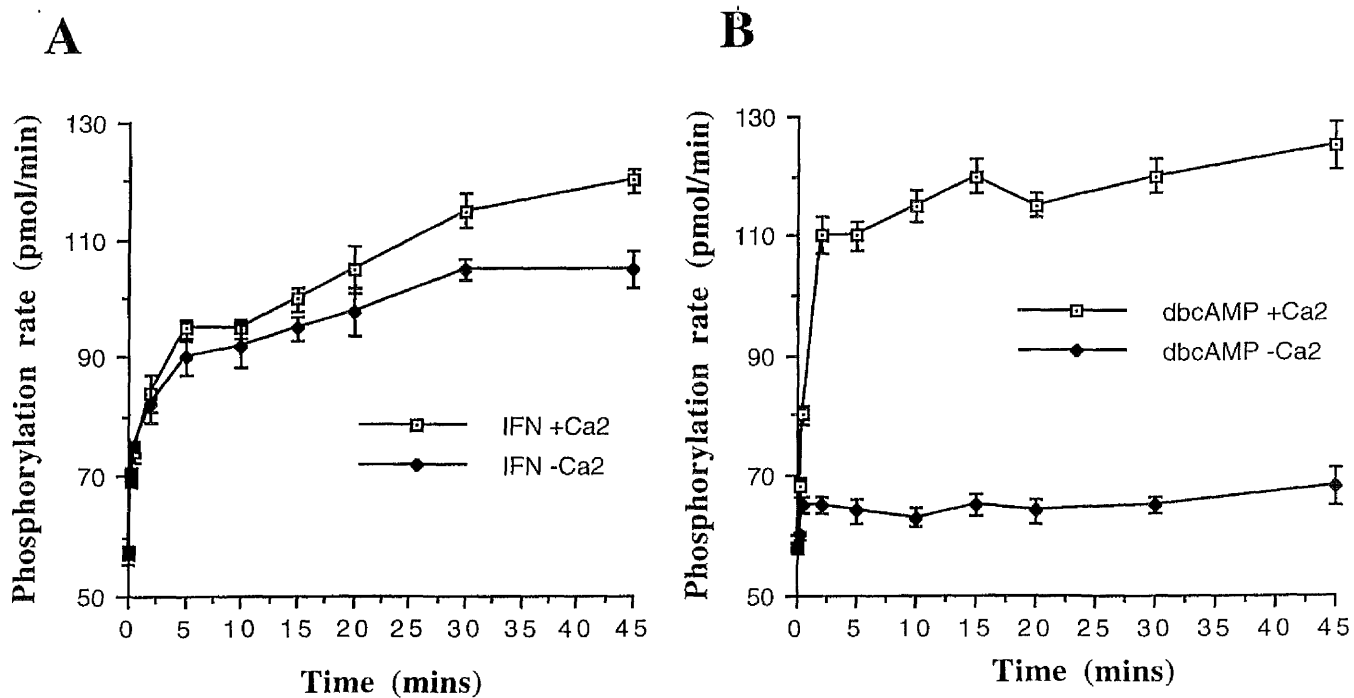 A
Phosphorylation rate (pmol/min)
130
110
90
70
50
IFN +Ca2
IFN -Ca2
0 5 10 15 20 25 30 35 40 45
Time (mins)
B
Phosphorylation rate (pmol/min)
130
110
90
70
50
dbcAMP +Ca2
dbcAMP -Ca2
0 5 10 15 20 25 30 35 40 45
Time (mins)